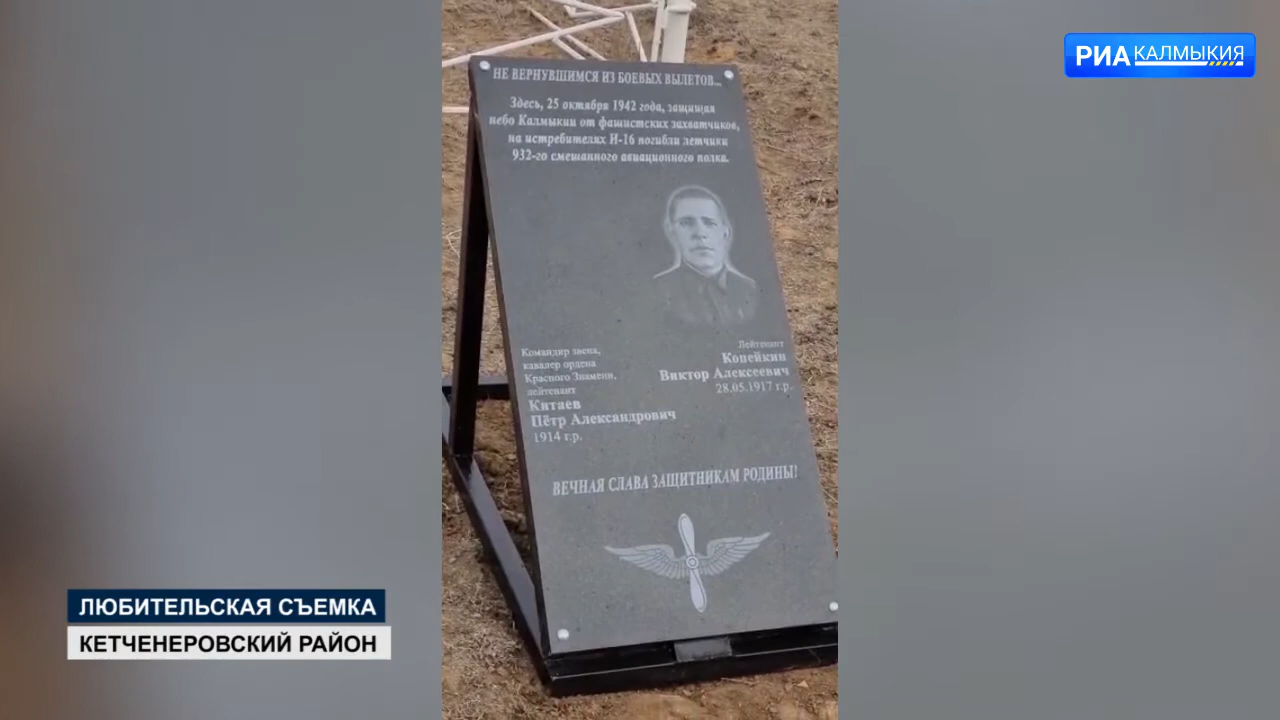 РИА КАЛМЫКИЯ
НЕ ВЕРНУВШИМСЯ ИЗ БОЕВЫХ ВЫЛЕТОВ...
Здесь, 25 октября 1942 года, защищая
небо Калмыкии от фашистских захватчиков,
на истребителях И-16 погибли летчики
932-го смешанного авиационного полка.
Командир звена,
кавалер ордена
Красного Знамени,
лейтенант
Китаев
Пётр Александрович
1914 г.р.
Лейтенант
Копейкин
Виктор Алексеевич
28.05.1917 г.р.
ВЕЧНАЯ СЛАВА ЗАЩИТНИКАМ РОДИНЫ!
ЛЮБИТЕЛЬСКАЯ СЪЕМКА
КЕТЧЕНЕРОВСКИЙ РАЙОН